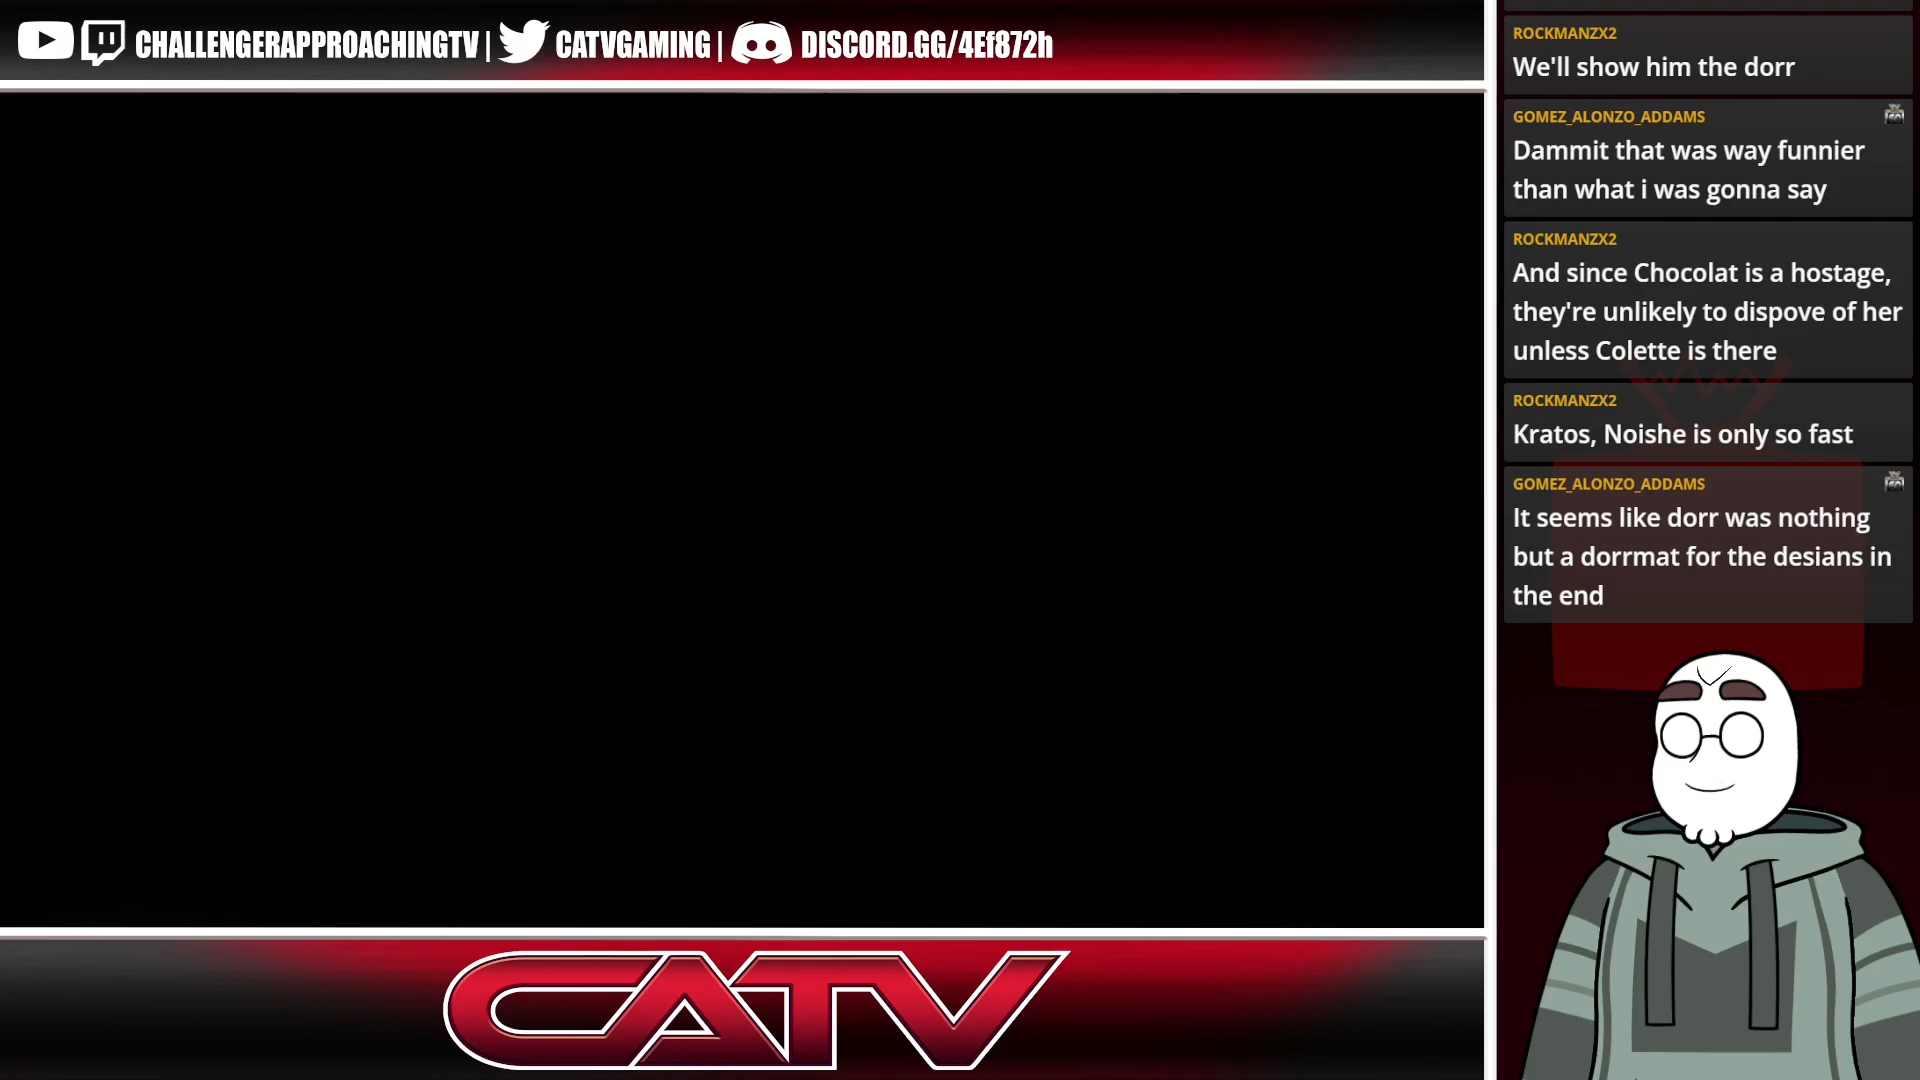 CHALLENGERAPPROACHINGTV | CATVGAMING | DISCORD.GG/4Ef872h
ROCKMANZX2
We'll show him the dorr
GOMEZ_ALONZO_ADDAMS
Dammit that was way funnier
than what i was gonna say
ROCKMANZX2
And since Chocolat is a hostage,
they're unlikely to dispove of her
unless Colette is there
ROCKMANZX2
Kratos, Noishe is only so fast
GOMEZ_ALONZO_ADDAMS
It seems like dorr was nothing
but a dorrmat for the desians in
the end
CATV